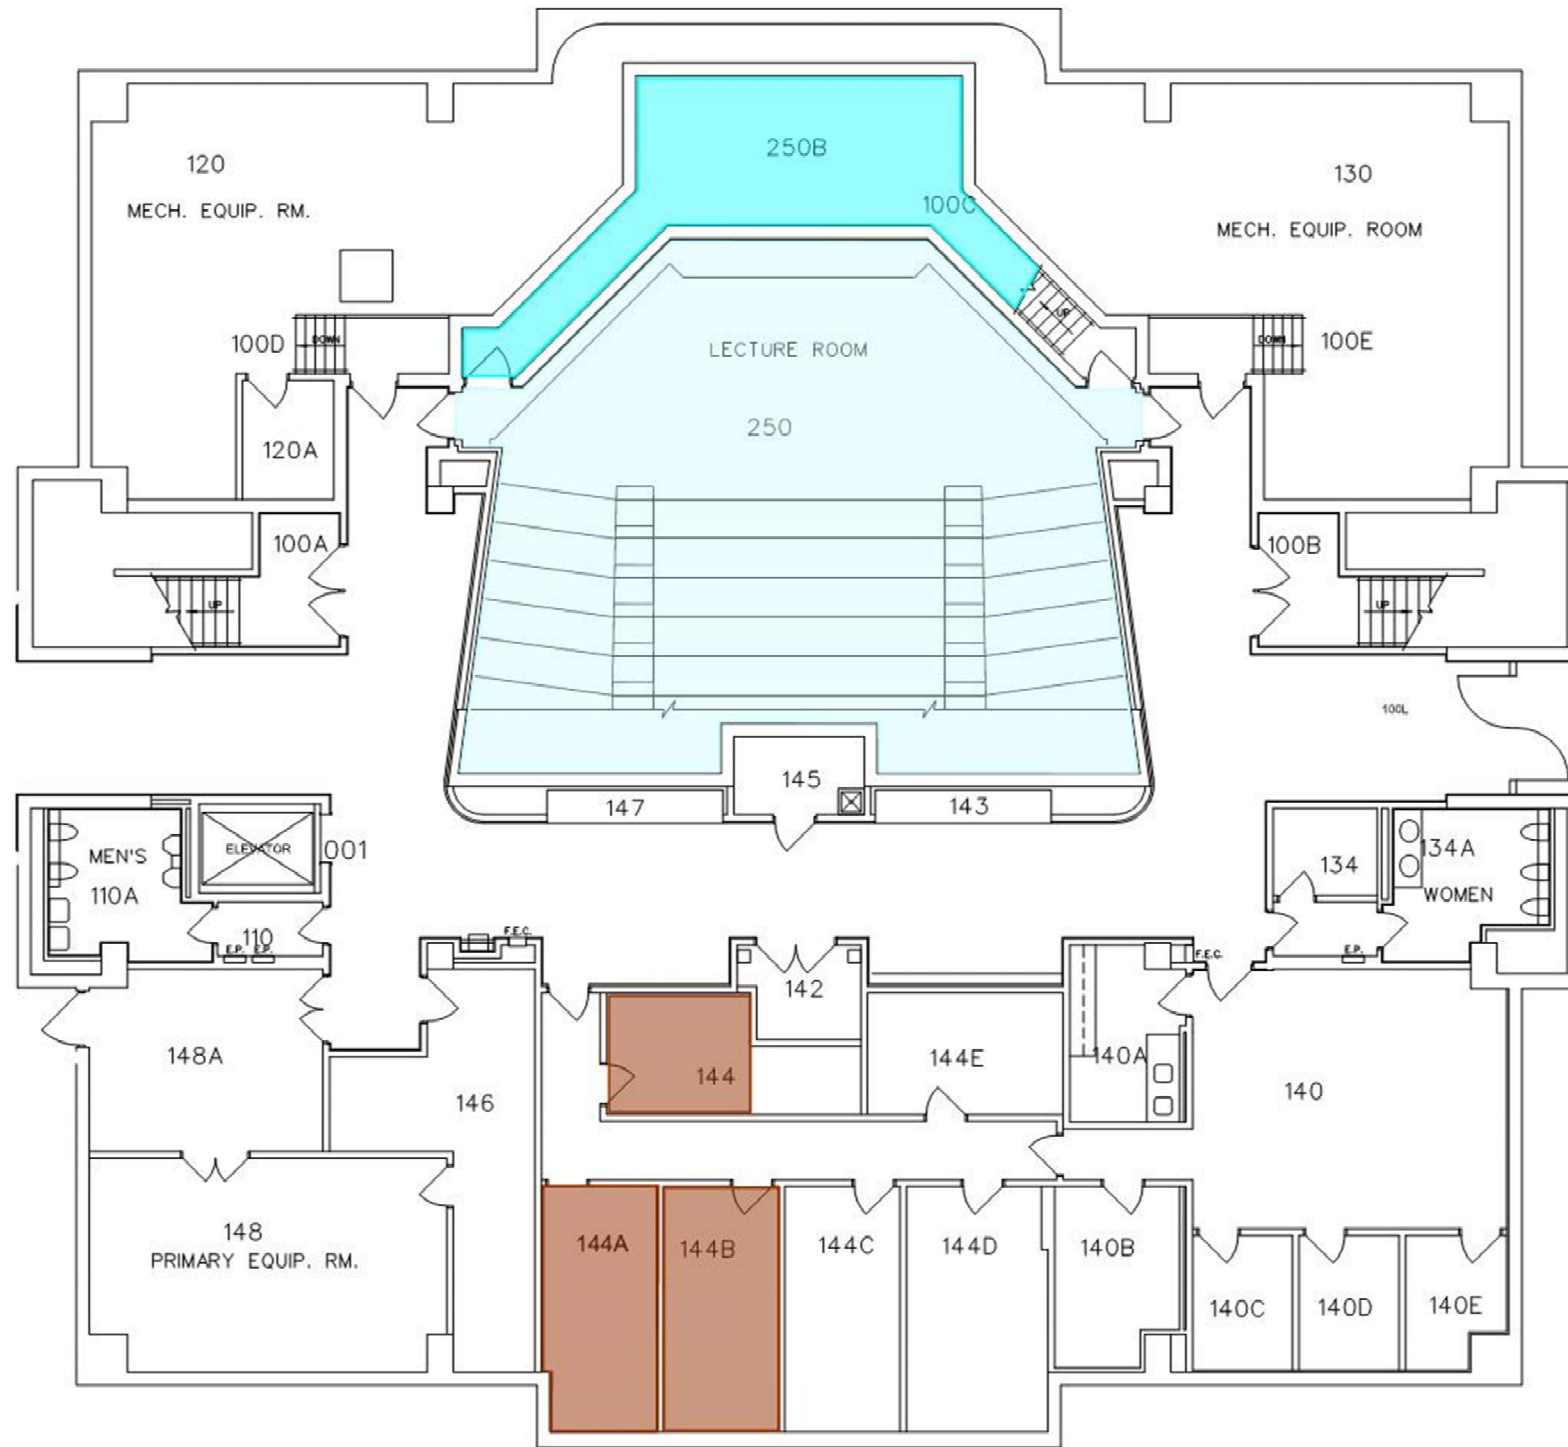 250B
120
130
MECH. EQUIP. RM.
100C
MECH. EQUIP. ROOM
UP
100D
DOWN
LECTURE ROOM
DOWN
100E
120A
250
100A
100B
UP
UP
100L
145
147
143
MEN'S
110A
ELEVATOR
001
134
134A
WOMEN
110
E.P.
E.P.
F.E.C.
F.E.C.
E.P.
142
148A
144
144E
140A
140
146
148
PRIMARY EQUIP. RM.
144A
144B
144C
144D
140B
140C
140D
140E